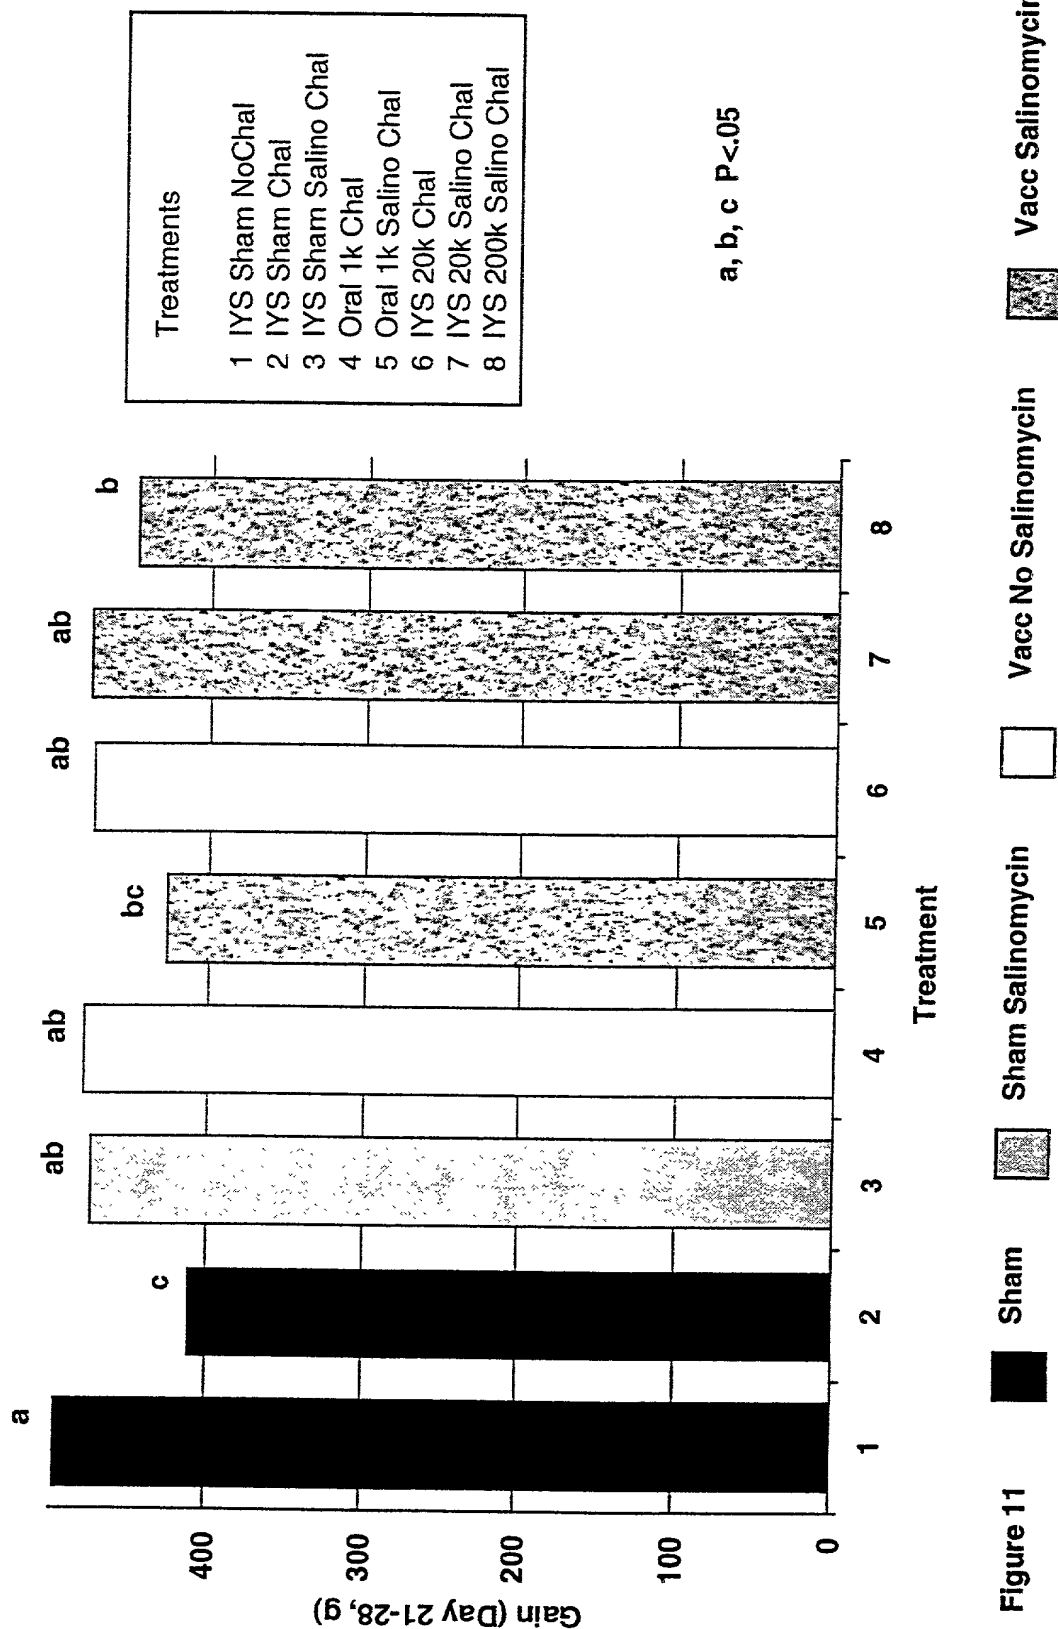 Treatments
1 IYS Sham NoChal
2 IYS Sham Chal
3 IYS Sham Salino Chal
4 Oral 1k Chal
5 Oral 1k Salino Chal
6 IYS 20k Chal
7 IYS 20k Salino Chal
8 IYS 200k Salino Chal
a, b, c P<.05
a
c
ab
ab
bc
ab
ab
b
Gain (Day 21-28, g)
400
300
200
100
0
1 2 3 4 5 6 7 8
Treatment
Figure 11
Sham
Sham Salinomycin
Vacc No Salinomycin
Vacc Salinomycin